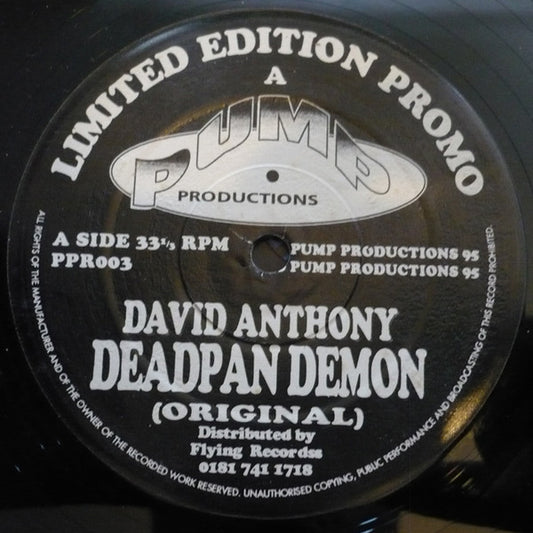 LIMITED EDITION PROMO
A
PUMP
PRODUCTIONS
A SIDE 33⅓ RPM
PPR003
PUMP PRODUCTIONS 95
PUMP PRODUCTIONS 95
DAVID ANTHONY
DEADPAN DEMON
(ORIGINAL)
Distributed by
Flying Recordss
0181 741 1718
ALL RIGHTS OF THE MANUFACTURER AND OF THE OWNER OF THE RECORDED WORK RESERVED. UNAUTHORISED COPYING, PUBLIC PERFORMANCE AND BROADCASTING OF THIS RECORD PROHIBITED.